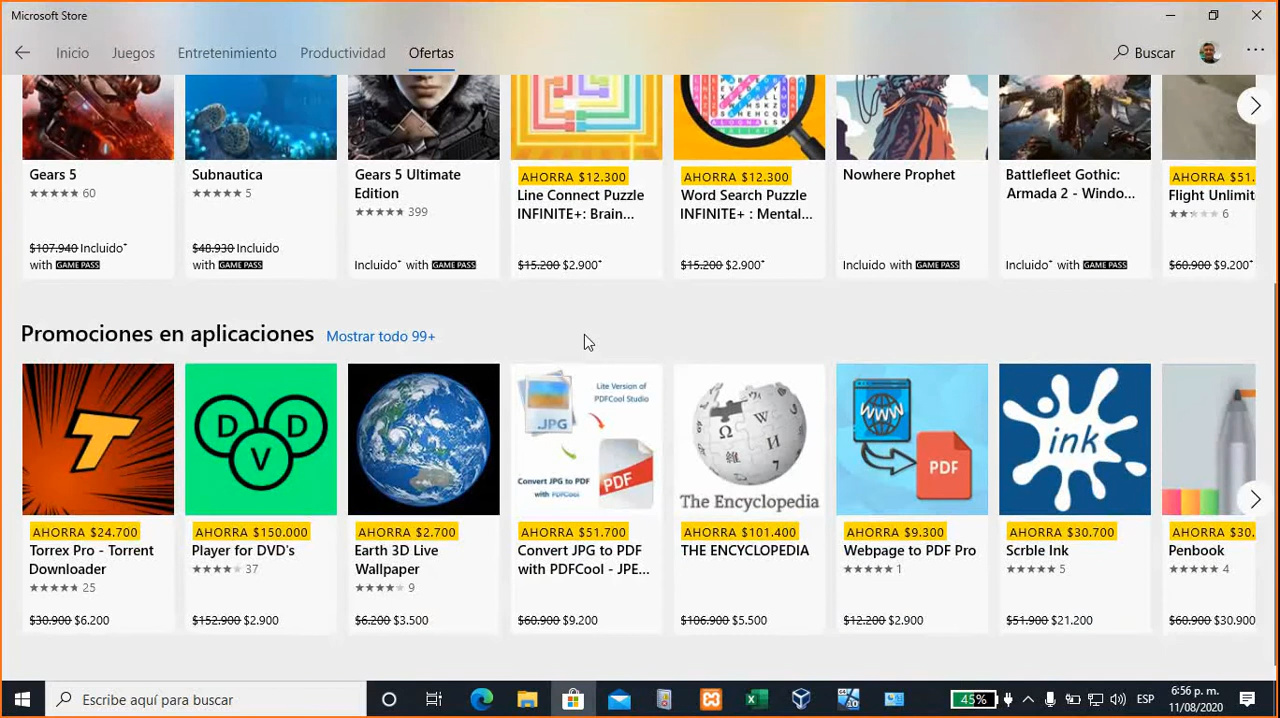 Microsoft Store
Inicio Juegos Entretenimiento Productividad Ofertas Buscar
Gears 5
60
$107.940 Incluido+
with GAME PASS
Subnautica
5
$48.930 Incluido
with GAME PASS
Gears 5 Ultimate
Edition
399
Incluido+ with GAME PASS
AHORRA $12.300
Line Connect Puzzle
INFINITE+: Brain...
$15.200 $2.900+
AHORRA $12.300
Word Search Puzzle
INFINITE+ : Mental...
$15.200 $2.900+
Nowhere Prophet
Incluido with GAME PASS
Battlefleet Gothic:
Armada 2 - Windo...
Incluido+ with GAME PASS
AHORRA $51.
Flight Unlimit
6
$60.900 $9.200+
Promociones en aplicaciones Mostrar todo 99+
T
AHORRA $24.700
Torrex Pro - Torrent
Downloader
25
$30.900 $6.200
D D
V
AHORRA $150.000
Player for DVD's
37
$152.900 $2.900
AHORRA $2.700
Earth 3D Live
Wallpaper
9
$6.200 $3.500
Lite Version of
PDFCool Studio
.JPG
Convert JPG to PDF
with PDFCool
PDF
AHORRA $51.700
Convert JPG to PDF
with PDFCool - JPE...
$60.900 $9.200
Ω W И 維
The Encyclopedia
AHORRA $101.400
THE ENCYCLOPEDIA
$106.900 $5.500
WWW
PDF
AHORRA $9.300
Webpage to PDF Pro
1
$12.200 $2.900
ink
AHORRA $30.700
Scrble Ink
5
$51.900 $21.200
AHORRA $30.
Penbook
4
$60.900 $30.900
Escribe aquí para buscar
45%
ESP
6:56 p. m.
11/08/2020